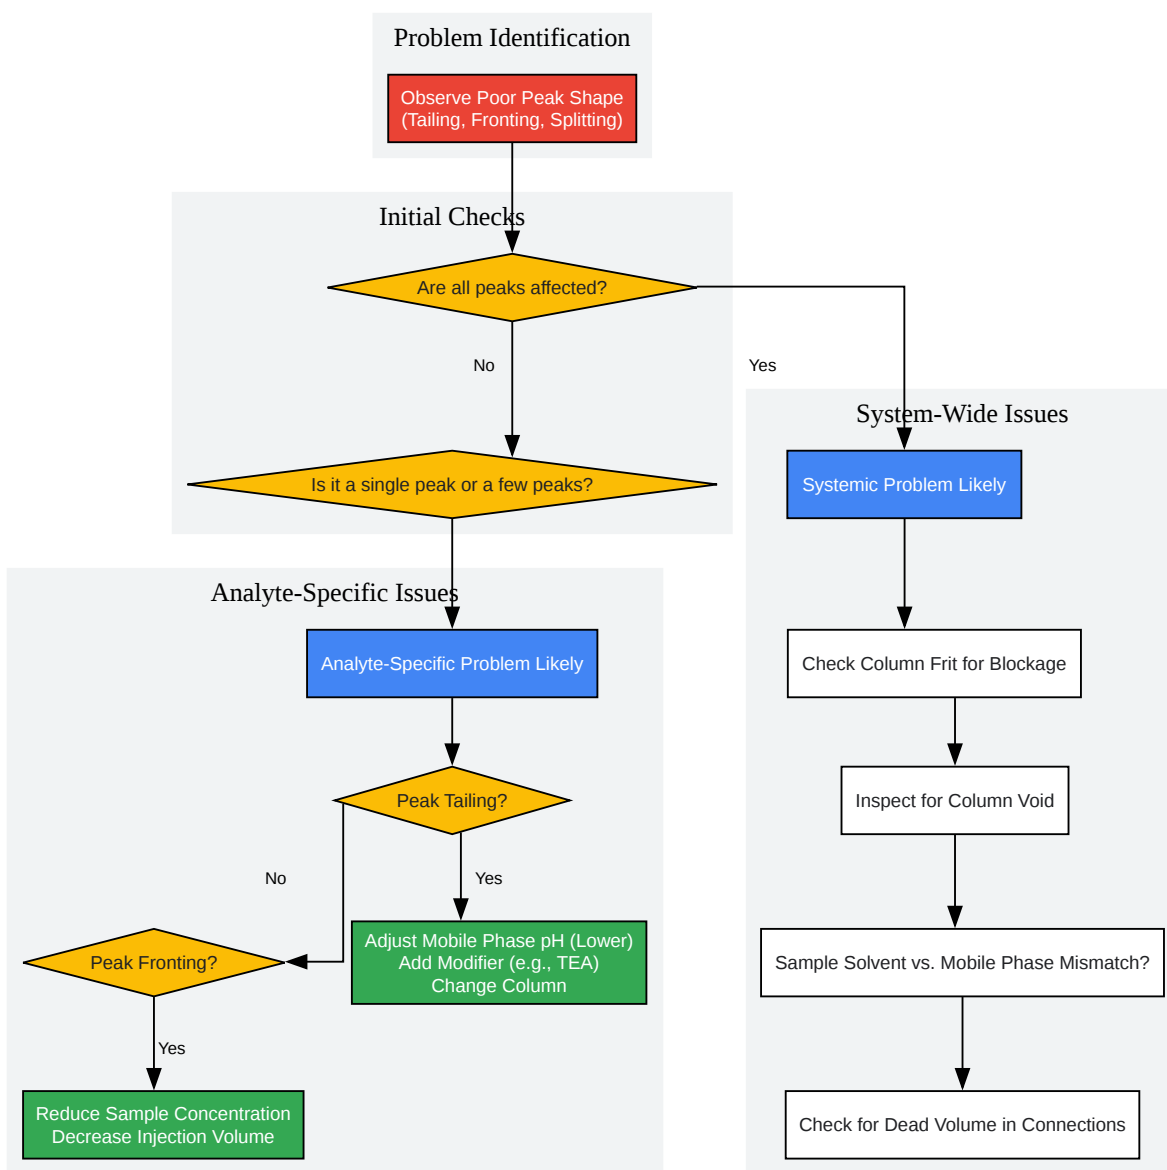 Problem Identification
Observe Poor Peak Shape
(Tailing, Fronting, Splitting)
Initial Checks
Are all peaks affected?
No
Yes
Is it a single peak or a few peaks?
System-Wide Issues
Systemic Problem Likely
Check Column Frit for Blockage
Inspect for Column Void
Sample Solvent vs. Mobile Phase Mismatch?
Check for Dead Volume in Connections
Analyte-Specific Issues
Analyte-Specific Problem Likely
Peak Tailing?
No
Yes
Adjust Mobile Phase pH (Lower)
Add Modifier (e.g., TEA)
Change Column
Peak Fronting?
Yes
Reduce Sample Concentration
Decrease Injection Volume